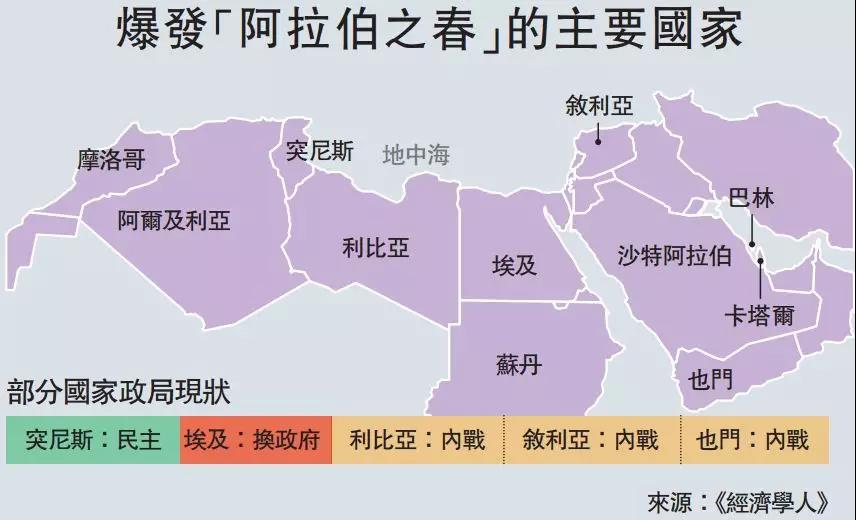 爆發「阿拉伯之春」的主要國家
敘利亞
摩洛哥
突尼斯
地中海
巴林
阿爾及利亞
利比亞
埃及
沙特阿拉伯
卡塔爾
蘇丹
也門
部分國家政局現狀
突尼斯：民主
埃及：換政府
利比亞：內戰
敘利亞：內戰
也門：內戰
來源：《經濟學人》